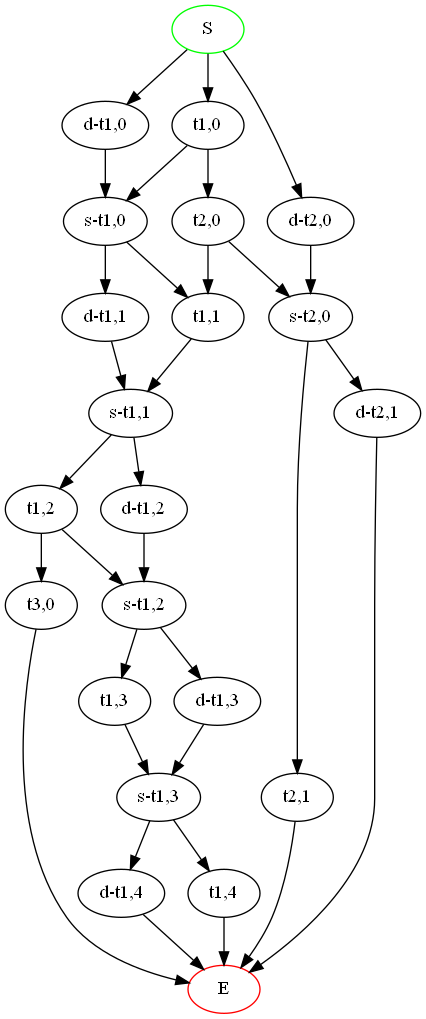 S
d-t1,0
t1,0
s-t1,0
t2,0
d-t2,0
d-t1,1
t1,1
s-t2,0
s-t1,1
d-t2,1
t1,2
d-t1,2
t3,0
s-t1,2
t1,3
d-t1,3
s-t1,3
t2,1
d-t1,4
t1,4
E